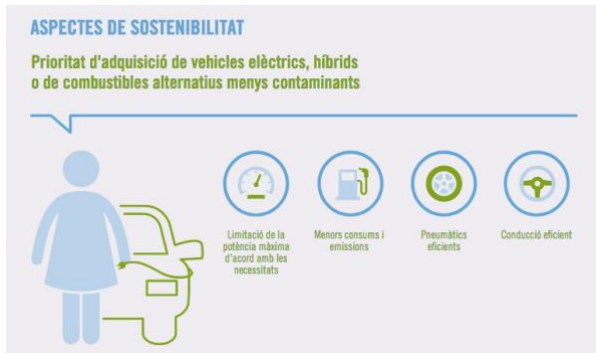 ASPECTES DE SOSTENIBILITAT
Prioritat d'adquisició de vehicles elèctrics, híbrids
o de combustibles alternatius menys contaminants
Limitació de la
potència màxima
d'acord amb les
necessitats
Menors consums i
emissions
Pneumàtics
eficients
Conducció eficient